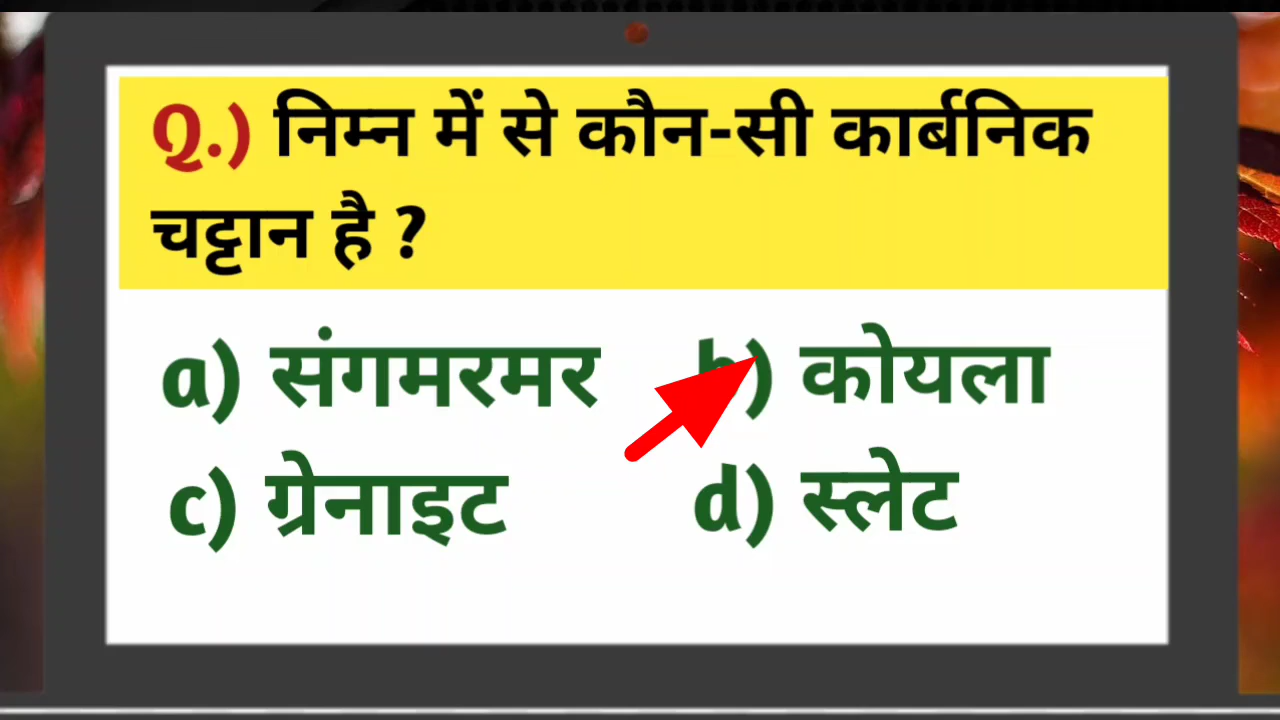 Q.) निम्न में से कौन-सी कार्बनिक
चट्टान है ?
a) संगमरमर b) कोयला
c) ग्रेनाइट d) स्लेट